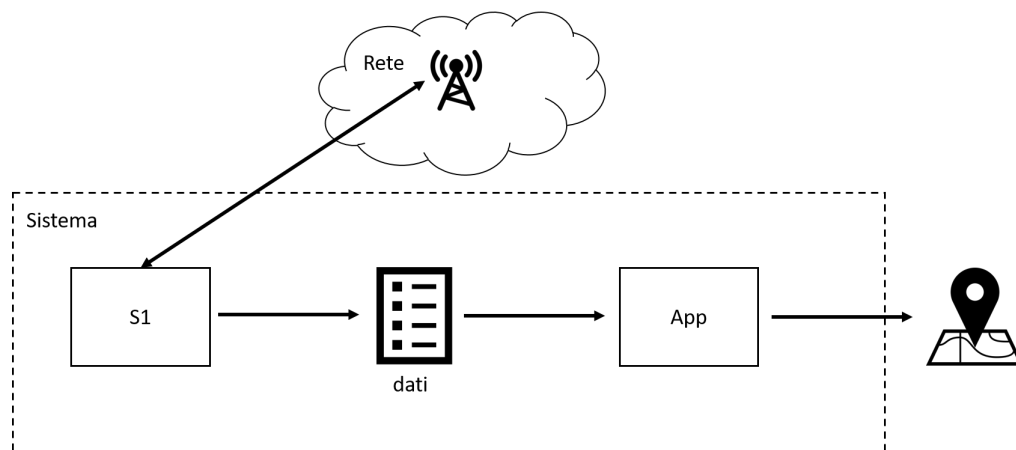 Rete
Sistema
S1
App
dati